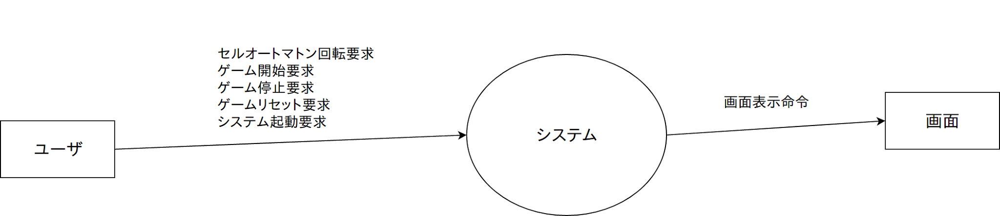 セルオートマトン回転要求
ゲーム開始要求
ゲーム停止要求
ゲームリセット要求
システム起動要求
ユーザ
システム
画面表示命令
画面